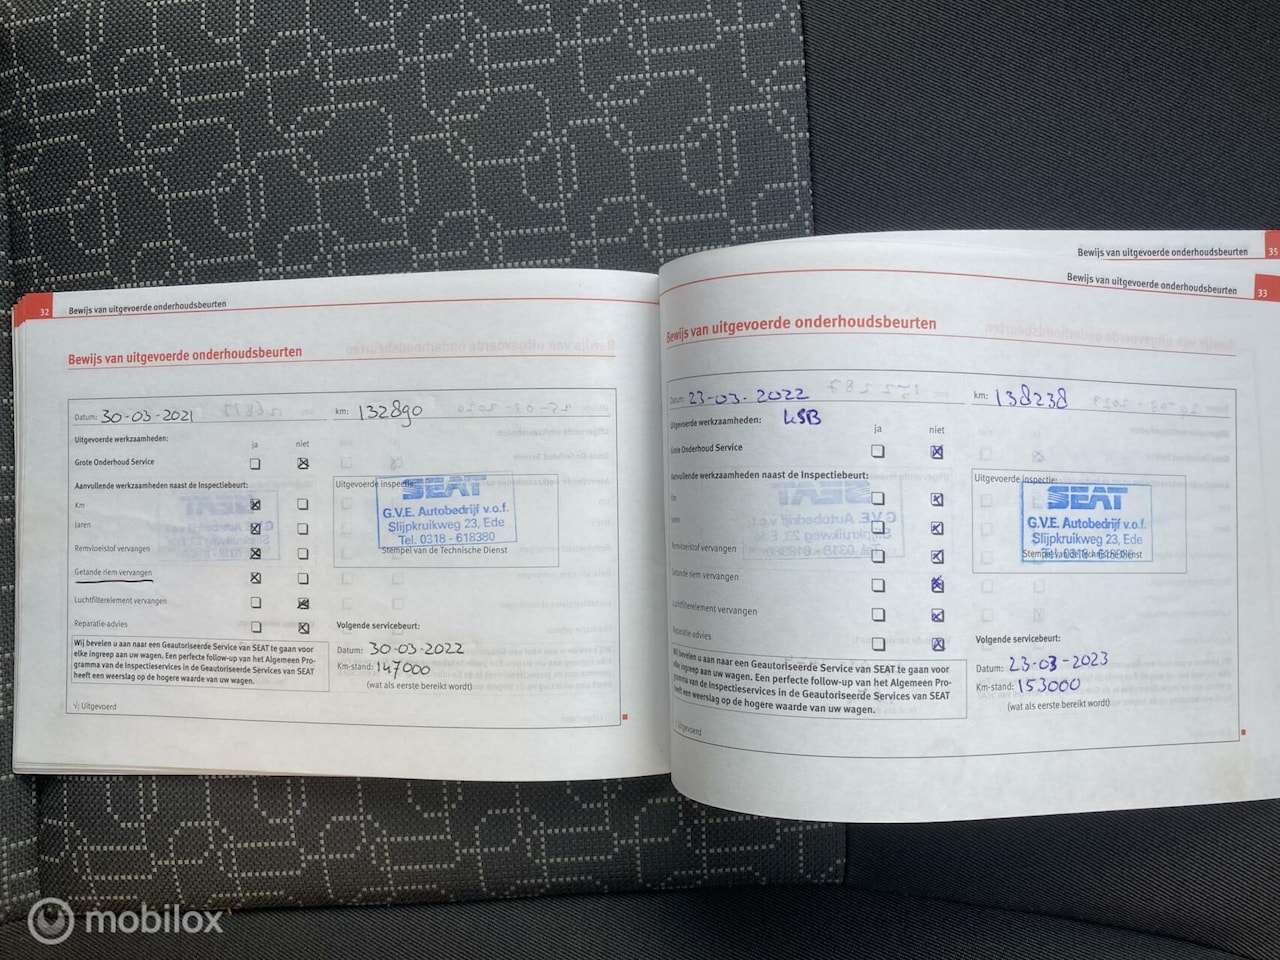 32
Bewijs van uitgevoerde onderhoudsbeurten
Bewijs van uitgevoerde onderhoudsbeurten
Datum: 30-03-2021
km: 132890
Uitgevoerde werkzaamheden:
ja niet
Grote Onderhoud Service
Aanvullende werkzaamheden naast de Inspectiebeurt:
Km
Jaren
Remvloeistof vervangen
Getande riem vervangen
Luchtfilterelement vervangen
Reparatie-advies
Uitgevoerde inspectie:
SEAT
G.V.E. Autobedrijf v.o.f.
Slijpkruikweg 23, Ede
Tel. 0318 - 618380
Stempel van de Technische Dienst
Wij bevelen u aan naar een Geautoriseerde Service van SEAT te gaan voor
elke ingreep aan uw wagen. Een perfecte follow-up van het Algemeen Pro-
gramma van de Inspectieservices in de Geautoriseerde Services van SEAT
heeft een weerslag op de hogere waarde van uw wagen.
Volgende servicebeurt:
Datum: 30-03-2022
Km-stand: 147000
(wat als eerste bereikt wordt)
√: Uitgevoerd
Bewijs van uitgevoerde onderhoudsbeurten 35
Bewijs van uitgevoerde onderhoudsbeurten 33
Bewijs van uitgevoerde onderhoudsbeurten
Datum: 23-03-2022
km: 138238
Uitgevoerde werkzaamheden: KSB
ja niet
Grote Onderhoud Service
Aanvullende werkzaamheden naast de Inspectiebeurt:
Km
Jaren
Remvloeistof vervangen
Getande riem vervangen
Luchtfilterelement vervangen
Reparatie advies
Uitgevoerde inspectie:
SEAT
G.V.E. Autobedrijf v.o.f.
Slijpkruikweg 23, Ede
Tel. 0318 - 618380
Stempel van de Technische Dienst
Wij bevelen u aan naar een Geautoriseerde Service van SEAT te gaan voor
elke ingreep aan uw wagen. Een perfecte follow-up van het Algemeen Pro-
gramma van de Inspectieservices in de Geautoriseerde Services van SEAT
heeft een weerslag op de hogere waarde van uw wagen.
Volgende servicebeurt:
Datum: 23-03-2023
Km-stand: 153000
(wat als eerste bereikt wordt)
Uitgevoerd
mobilox